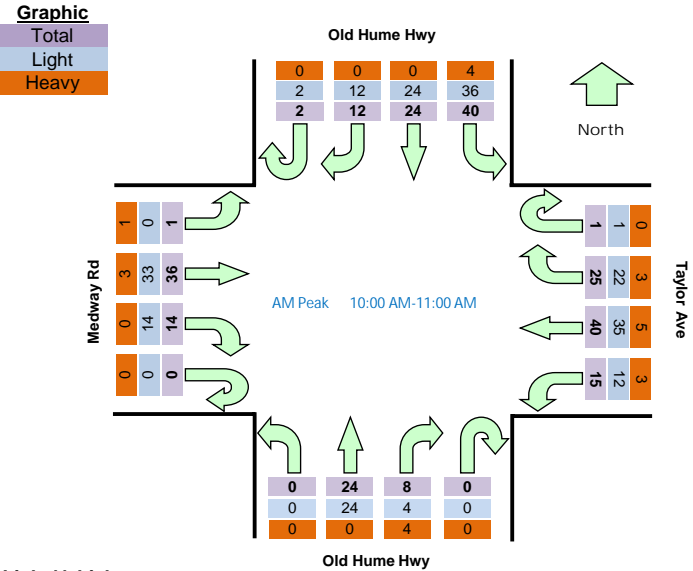 Graphic
Total
Light
Heavy
Old Hume Hwy
0 0 0 4
2 12 24 36
2 12 24 40
North
Medway Rd
1 0 1
3 33 36
0 14 14
0 0 0
AM Peak 10:00 AM-11:00 AM
1 1 0
25 22 3
40 35 5
15 12 3
Taylor Ave
0 24 8 0
0 24 4 0
0 0 4 0
Old Hume Hwy